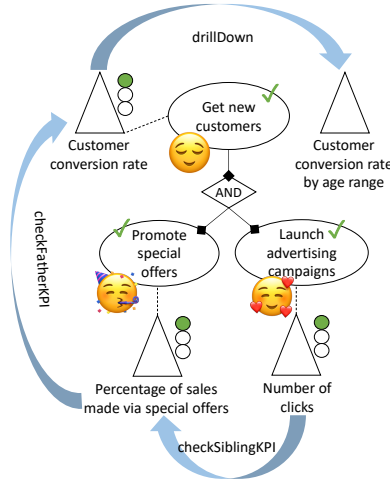 drillDown
Get new
customers
Customer
conversion rate
Customer
conversion rate
by age range
AND
checkFatherKPI
Promote
special
offers
Launch
advertising
campaigns
Percentage of sales
made via special offers
Number of
clicks
checkSiblingKPI